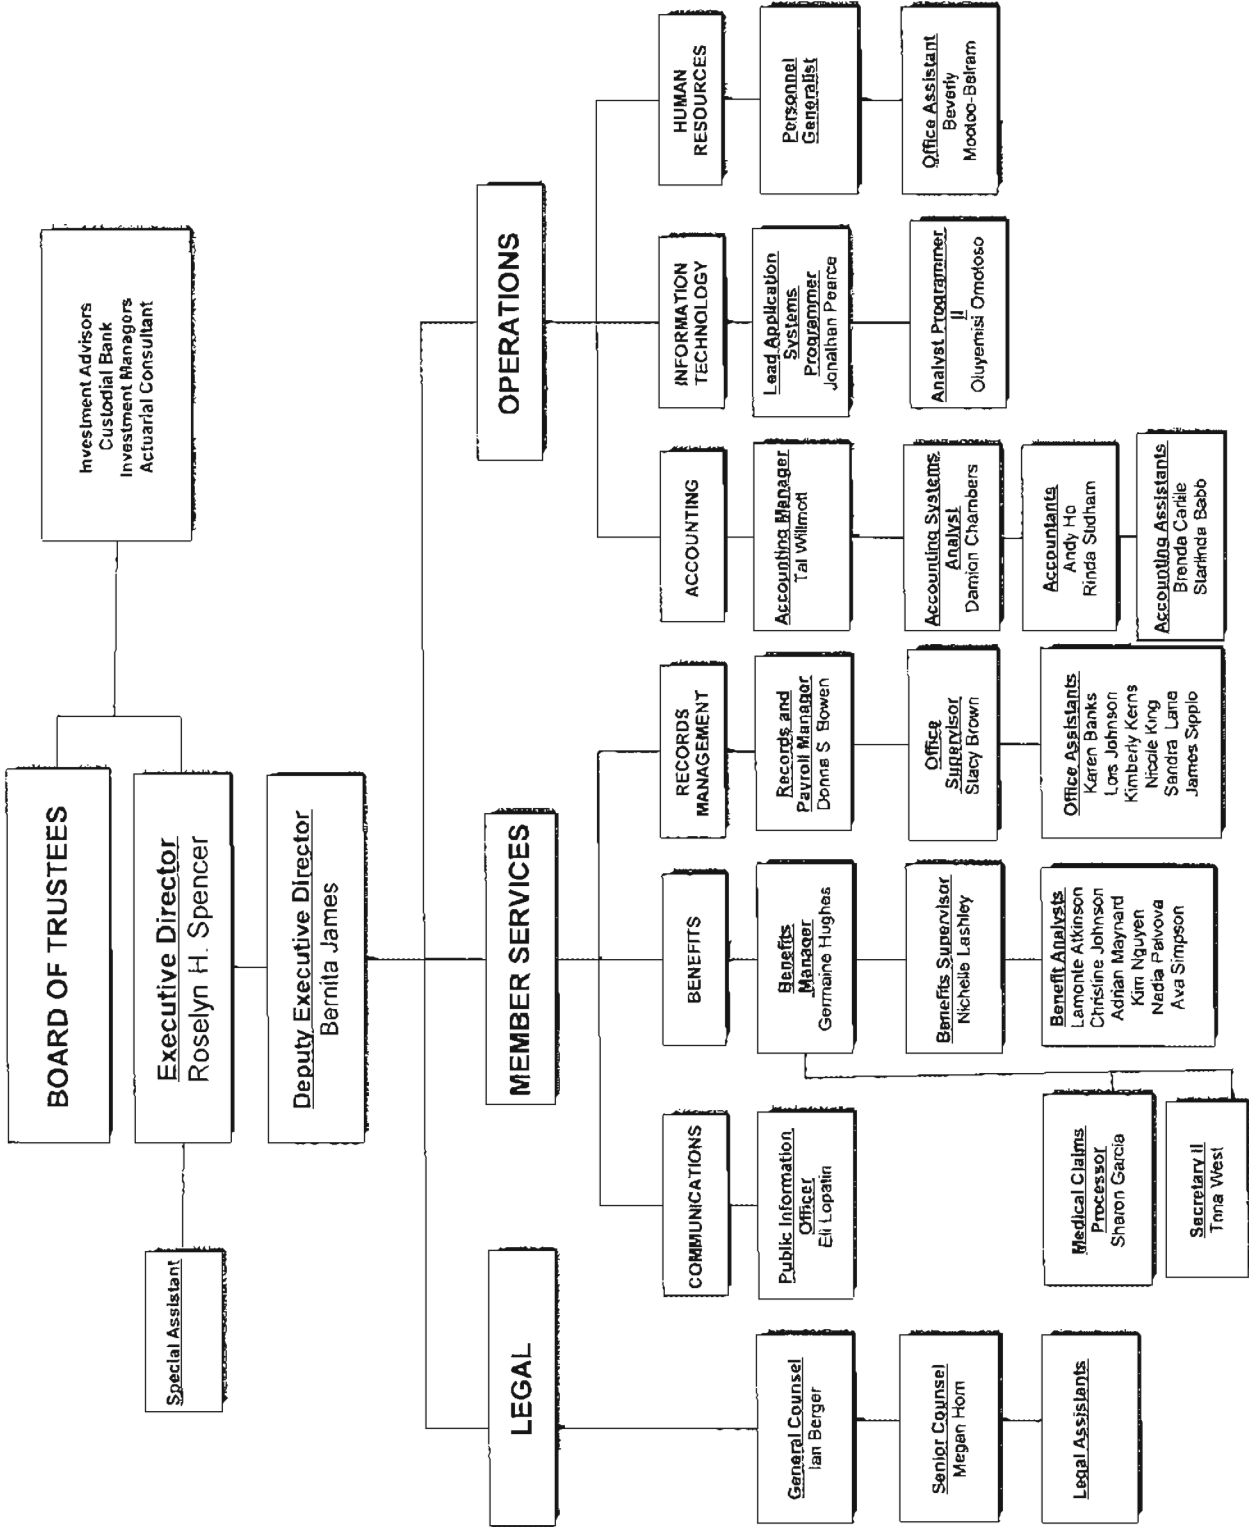 BOARD OF TRUSTEES
Investment Advisors
Custodial Bank
Investment Managers
Actuarial Consultant
Executive Director
Roselyn H. Spencer
Special Assistant
Deputy Executive Director
Bernita James
LEGAL
MEMBER SERVICES
OPERATIONS
General Counsel
Ian Berger
Senior Counsel
Megan Horn
Legal Assistants
COMMUNICATIONS
Public Information
Officer
Eli Lopatin
BENEFITS
Benefits
Manager
Germaine Hughes
Benefits Supervisor
Nichelle Lashley
Benefit Analysts
Lamonte Atkinson
Christine Johnson
Adrian Maynard
Kim Nguyen
Nadia Palvova
Ava Simpson
Medical Claims
Processor
Sharon Garcia
Secretary II
West
RECORDS
MANAGEMENT
Records and
Payroll Manager
Donna S. Bowen
Office
Supervisor
Stacy Brown
Office Assistants
Karen Banks
Lois Johnson
Kimberly Kerns
Nicole King
Sandra Lane
James Sippio
ACCOUNTING
Accounting Manager
Tal Willmott
Accounting Systems
Analyst
Damion Chambers
Accountants
Andy Ho
Rinda Sudham
Accounting Assistants
Brenda Carlile
Starlinda Babb
INFORMATION
TECHNOLOGY
Lead Application
Systems
Programmer
Jonathan Pearce
Analyst Programmer
II
Oluyemisi Omotoso
HUMAN
RESOURCES
Personnel
Generalist
Office Assistant
Beverly
Mootoo-Belram